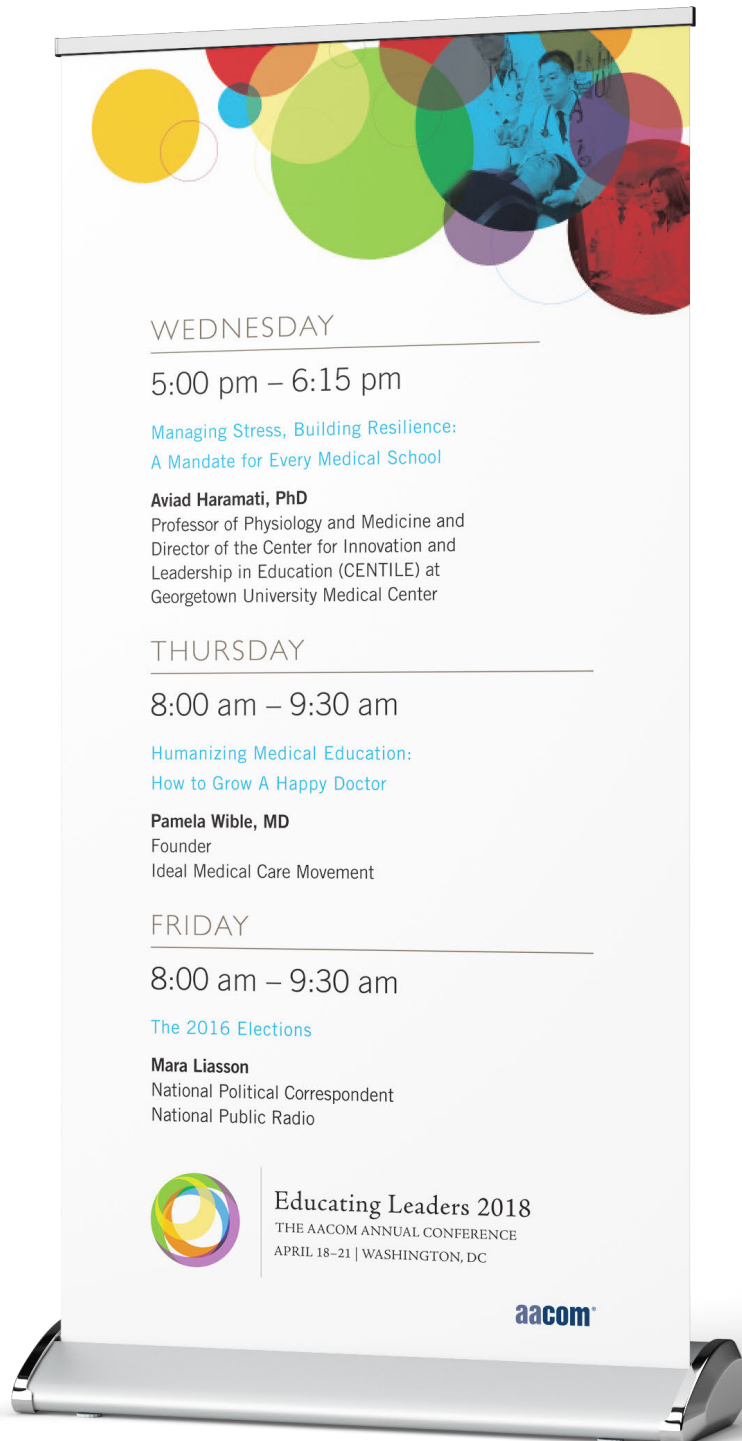 WEDNESDAY
5:00 pm – 6:15 pm
Managing Stress, Building Resilience:
A Mandate for Every Medical School
Aviad Haramati, PhD
Professor of Physiology and Medicine and
Director of the Center for Innovation and
Leadership in Education (CENTILE) at
Georgetown University Medical Center
THURSDAY
8:00 am – 9:30 am
Humanizing Medical Education:
How to Grow A Happy Doctor
Pamela Wible, MD
Founder
Ideal Medical Care Movement
FRIDAY
8:00 am – 9:30 am
The 2016 Elections
Mara Liasson
National Political Correspondent
National Public Radio
Educating Leaders 2018
THE AACOM ANNUAL CONFERENCE
APRIL 18–21 | WASHINGTON, DC
aacom®